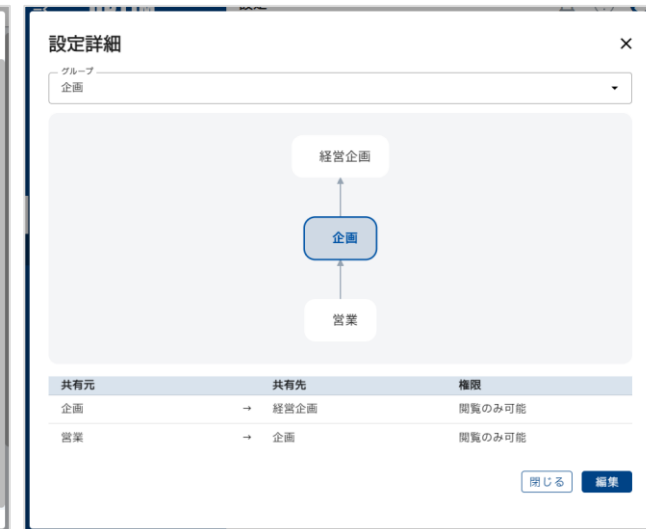 設定詳細
×
グループ
企画
経営企画
企画
営業
共有元 共有先 権限
企画 → 経営企画 閲覧のみ可能
営業 → 企画 閲覧のみ可能
閉じる 編集